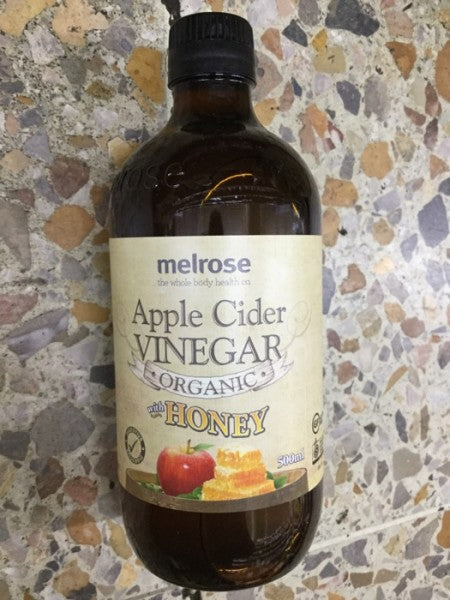 melrose
the whole body health co
Apple Cider
VINEGAR
• ORGANIC •
with HONEY
500ml